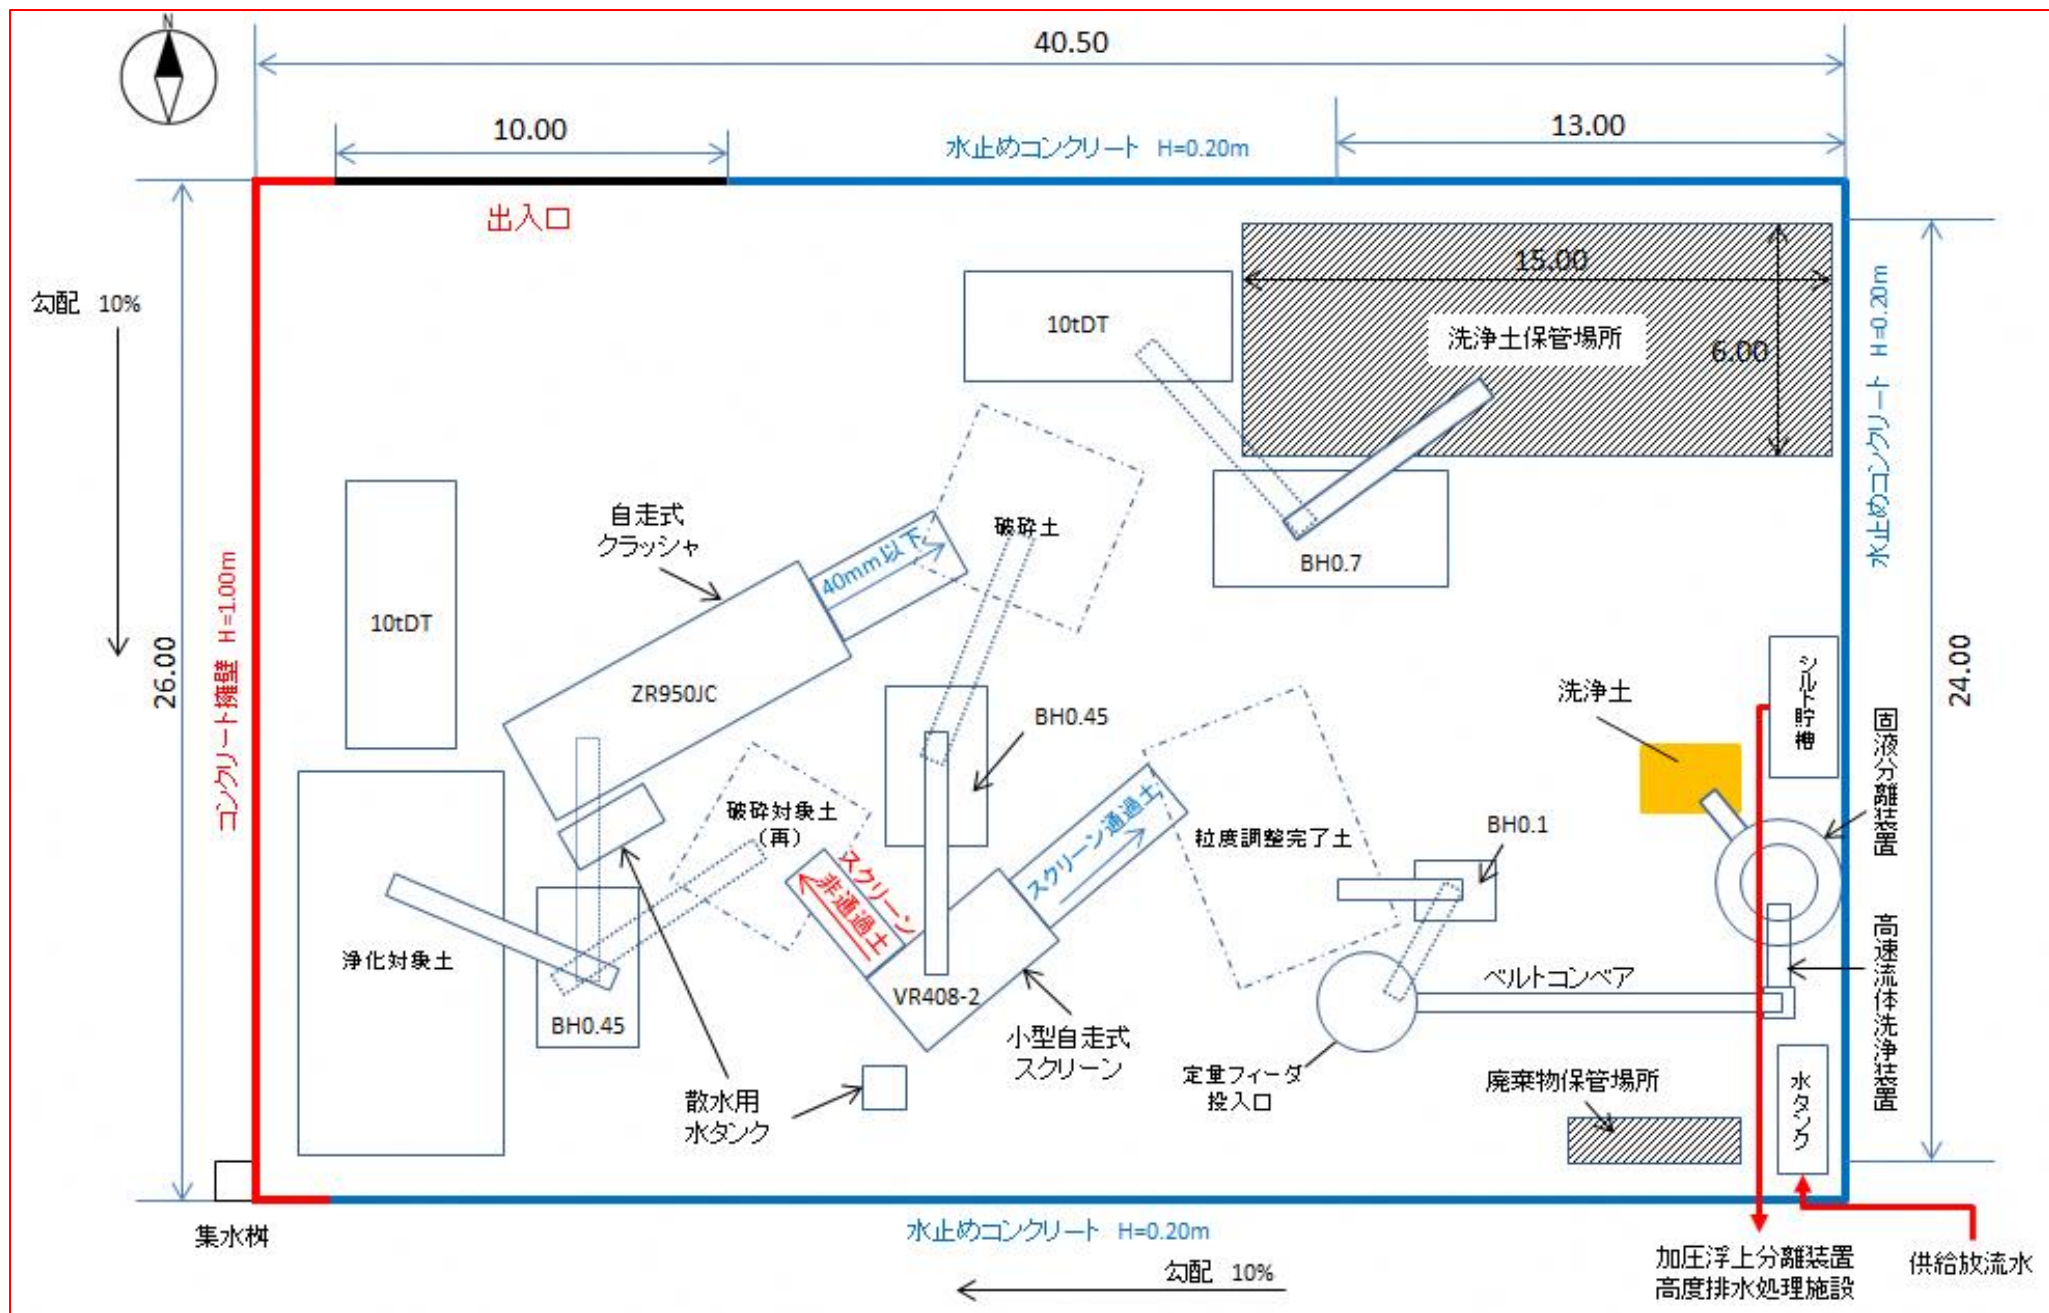 N
40.50
10.00
13.00
水止めコンクリート H=0.20m
出入口
勾配 10%
15.00
6.00
10tDT
洗浄土保管場所
水止めコンクリート H=0.20m
自走式
クラッシャ
40mm以下
破砕土
BH0.7
10tDT
コンクリート擁壁 H=1.00m
26.00
24.00
ZR950JC
BH0.45
洗浄土
シルト貯槽
固液分離装置
破砕対象土
(再)
スクリーン通過土
粒度調整完了土
BH0.1
スクリーン
非通過土
浄化対象土
VR408-2
BH0.45
小型自走式
スクリーン
ベルトコンベア
高速流体洗浄装置
定量フィーダ
投入口
廃棄物保管場所
水タンク
散水用
水タンク
集水桝
水止めコンクリート H=0.20m
勾配 10%
加圧浮上分離装置
高度排水処理施設
供給放流水